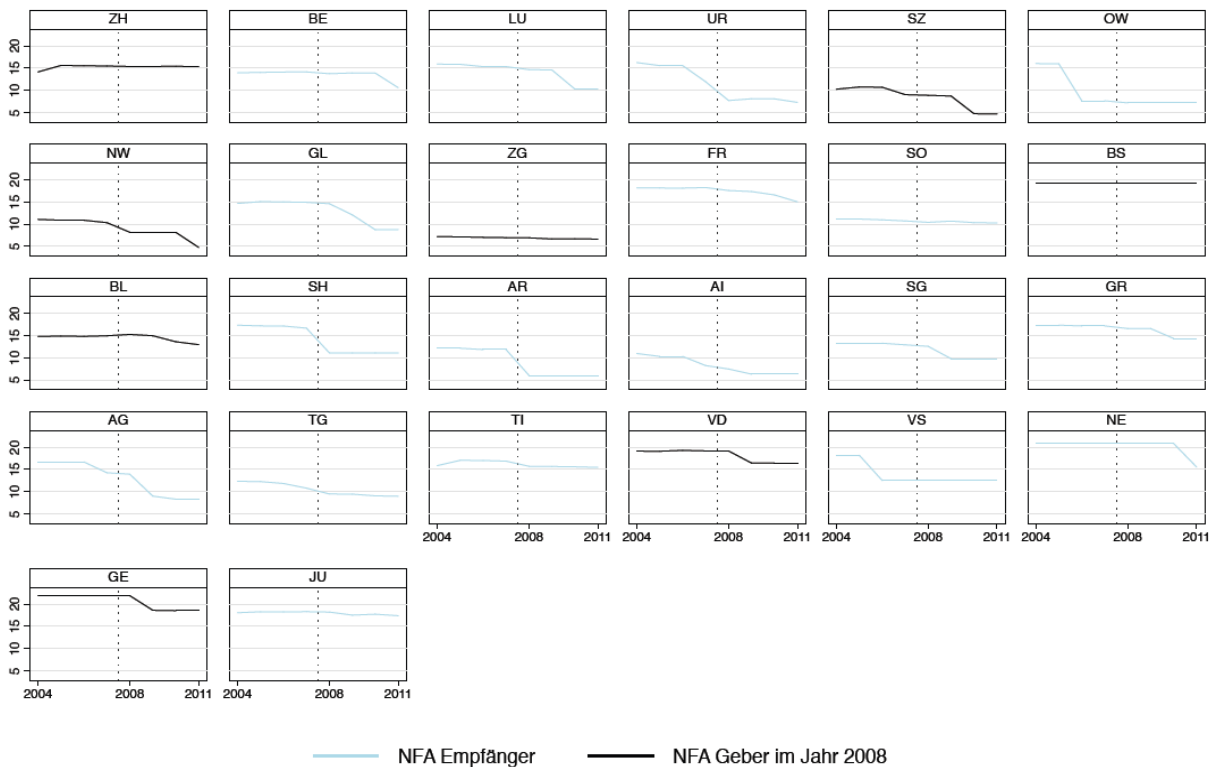 ZH BE LU UR SZ OW
20
15
10
5
NW GL ZG FR SO BS
20
15
10
5
BL SH AR AI SG GR
20
15
10
5
AG TG TI VD VS NE
20
15
10
5
2004 2008 2011 2004 2008 2011 2004 2008 2011 2004 2008 2011
GE JU
20
15
10
5
2004 2008 2011 2004 2008 2011
NFA Empfänger NFA Geber im Jahr 2008